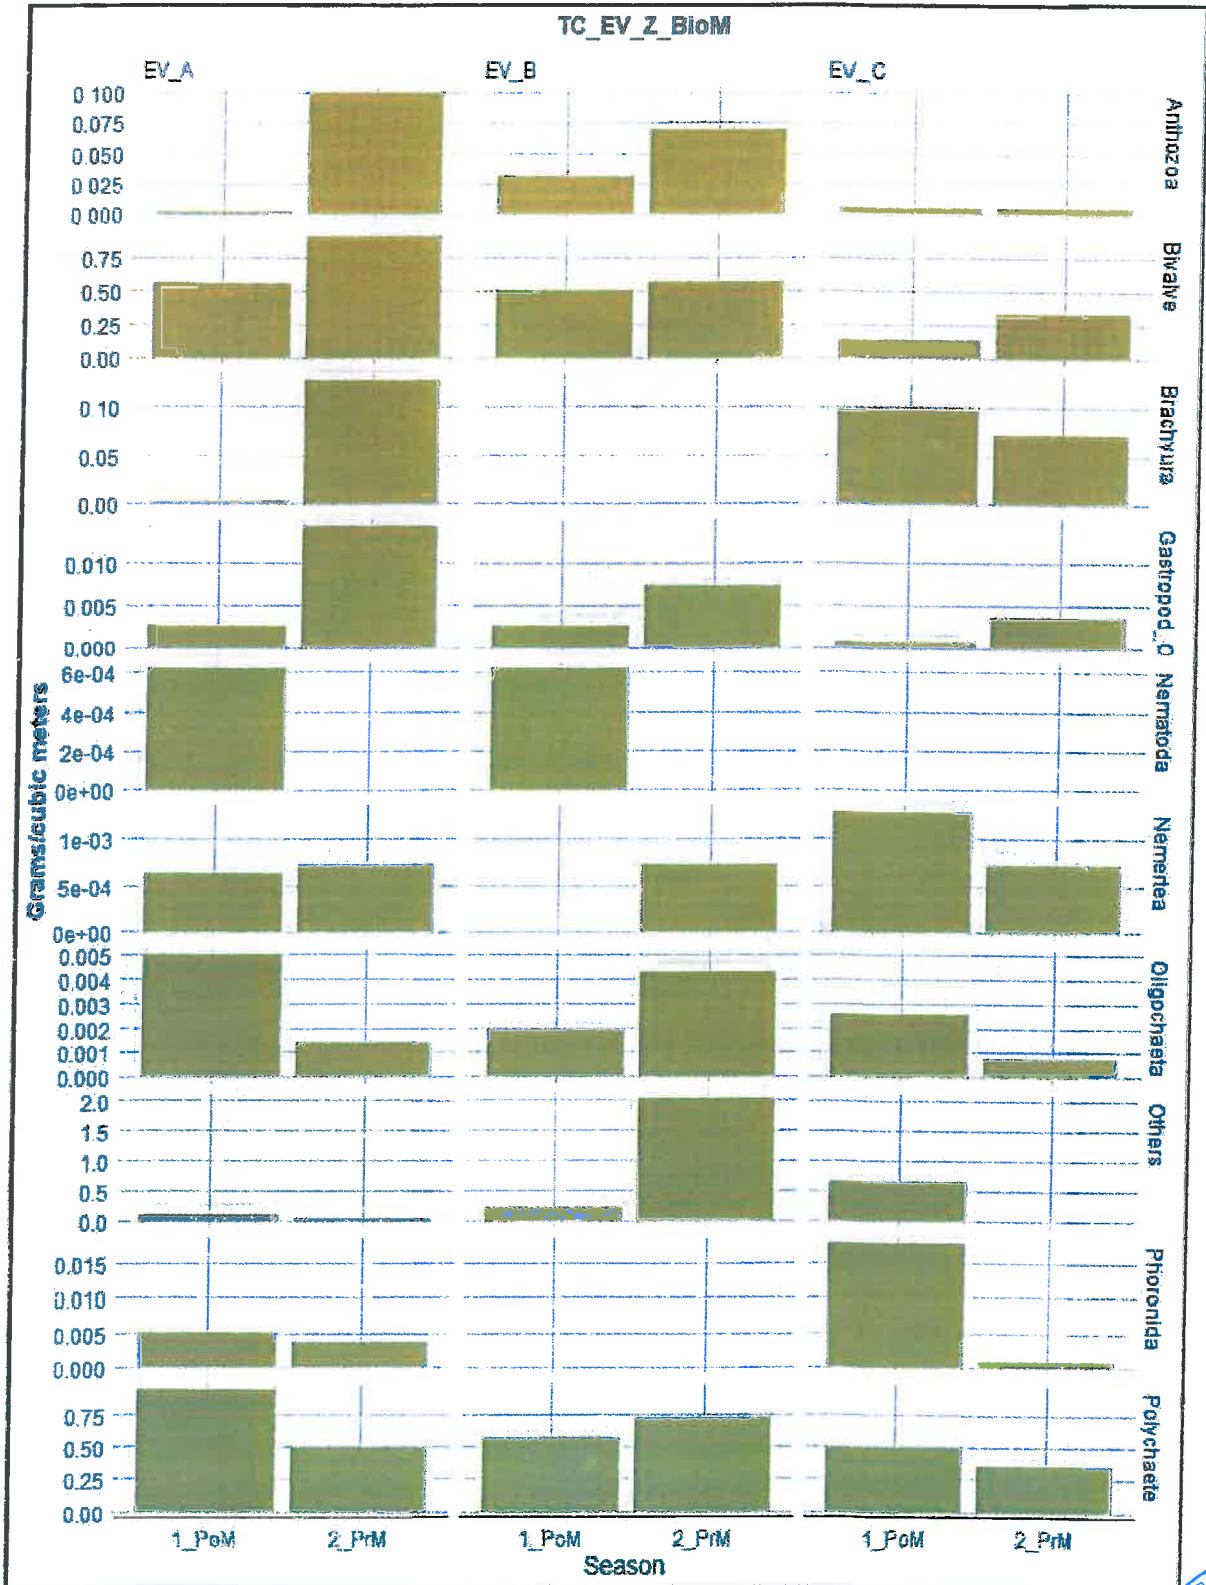 TC_EV_Z_BioM
EV_A EV_B EV_C
0.100
0.075
0.050
0 025
0 000
Anthozoa
0.75
0.50
0.25
0.00
Bivalve
0.10
0.05
0.00
Brachyura
0.010
0.005
0.000
Gastropod_O
6e-04
4e-04
2e-04
0e+00
Nematoda
1e-03
5e-04
0e+00
Nemertea
0.005
0.004
0.003
0.002
0.001
0.000
Oligochaeta
2.0
1.5
1.0
0.5
0.0
Others
0.015
0.010
0.005
0.000
Phoronida
0.75
0.50
0.25
0.00
Polychaete
Grams/cubic meters
1_PoM 2_PrM 1_PoM 2_PrM 1_PoM 2_PrM
Season